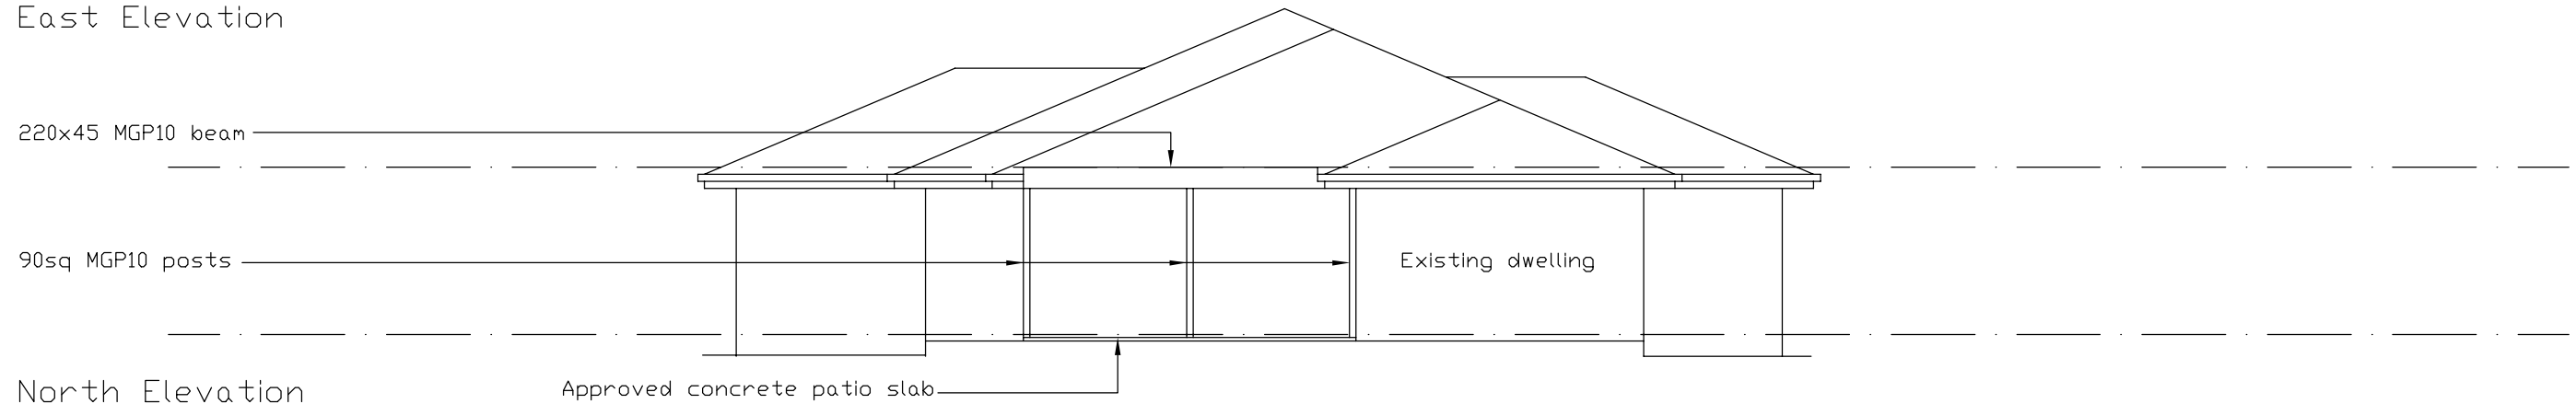 East Elevation
220x45 MGP10 beam
90sq MGP10 posts
Existing dwelling
Approved concrete patio slab
North Elevation